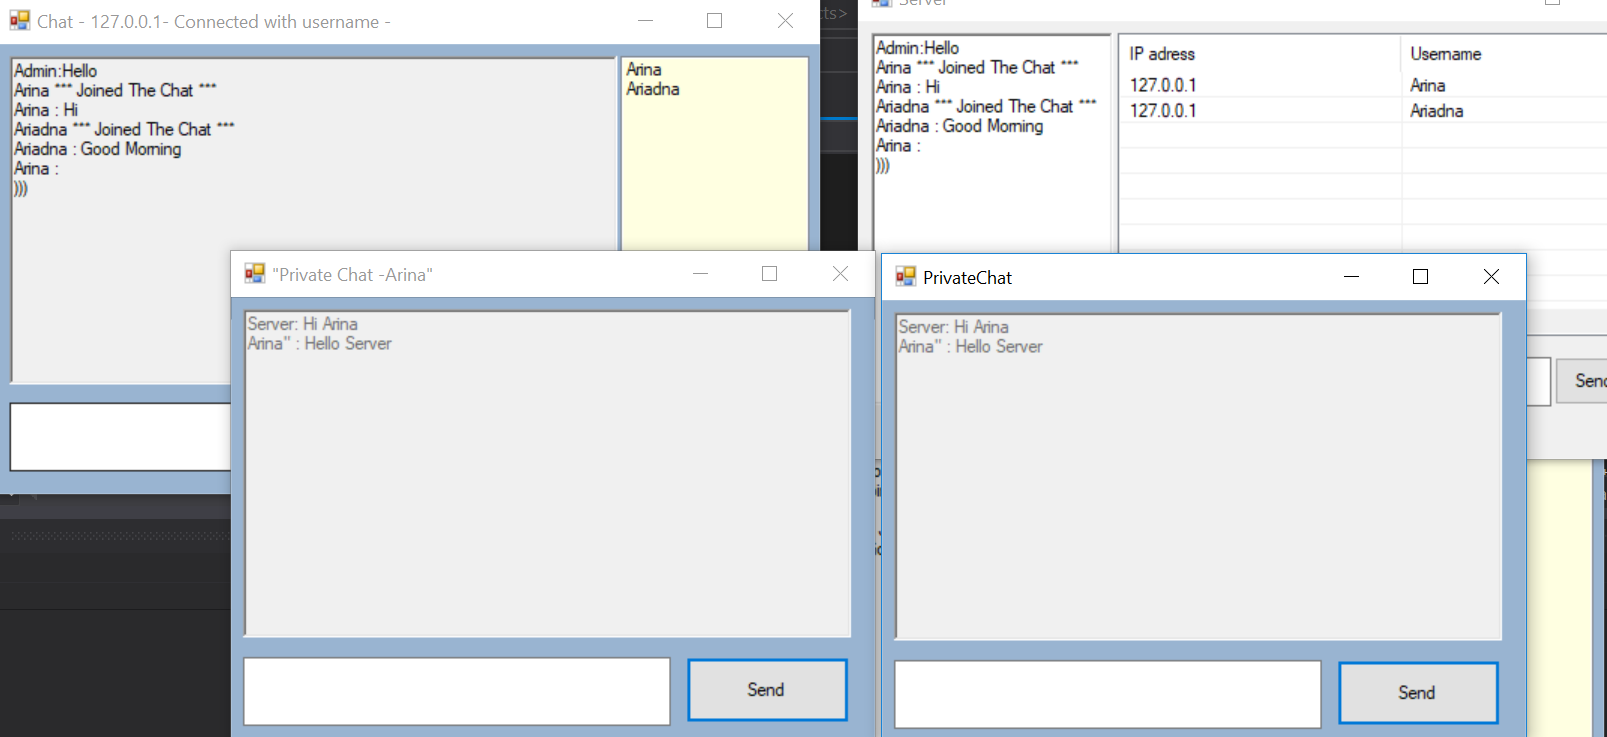 Chat - 127.0.0.1- Connected with username -
cts>
Server
Admin:Hello
Arina *** Joined The Chat ***
Arina : Hi
Ariadna *** Joined The Chat ***
Ariadna : Good Morning
Arina :
)))
Arina
Ariadna
Admin:Hello
Arina *** Joined The Chat ***
Arina : Hi
Ariadna *** Joined The Chat ***
Ariadna : Good Morning
Arina :
)))
IP adress Username
127.0.0.1 Arina
127.0.0.1 Ariadna
Send
"Private Chat -Arina"
Server: Hi Arina
Arina" : Hello Server
Send
PrivateChat
Server: Hi Arina
Arina" : Hello Server
Send